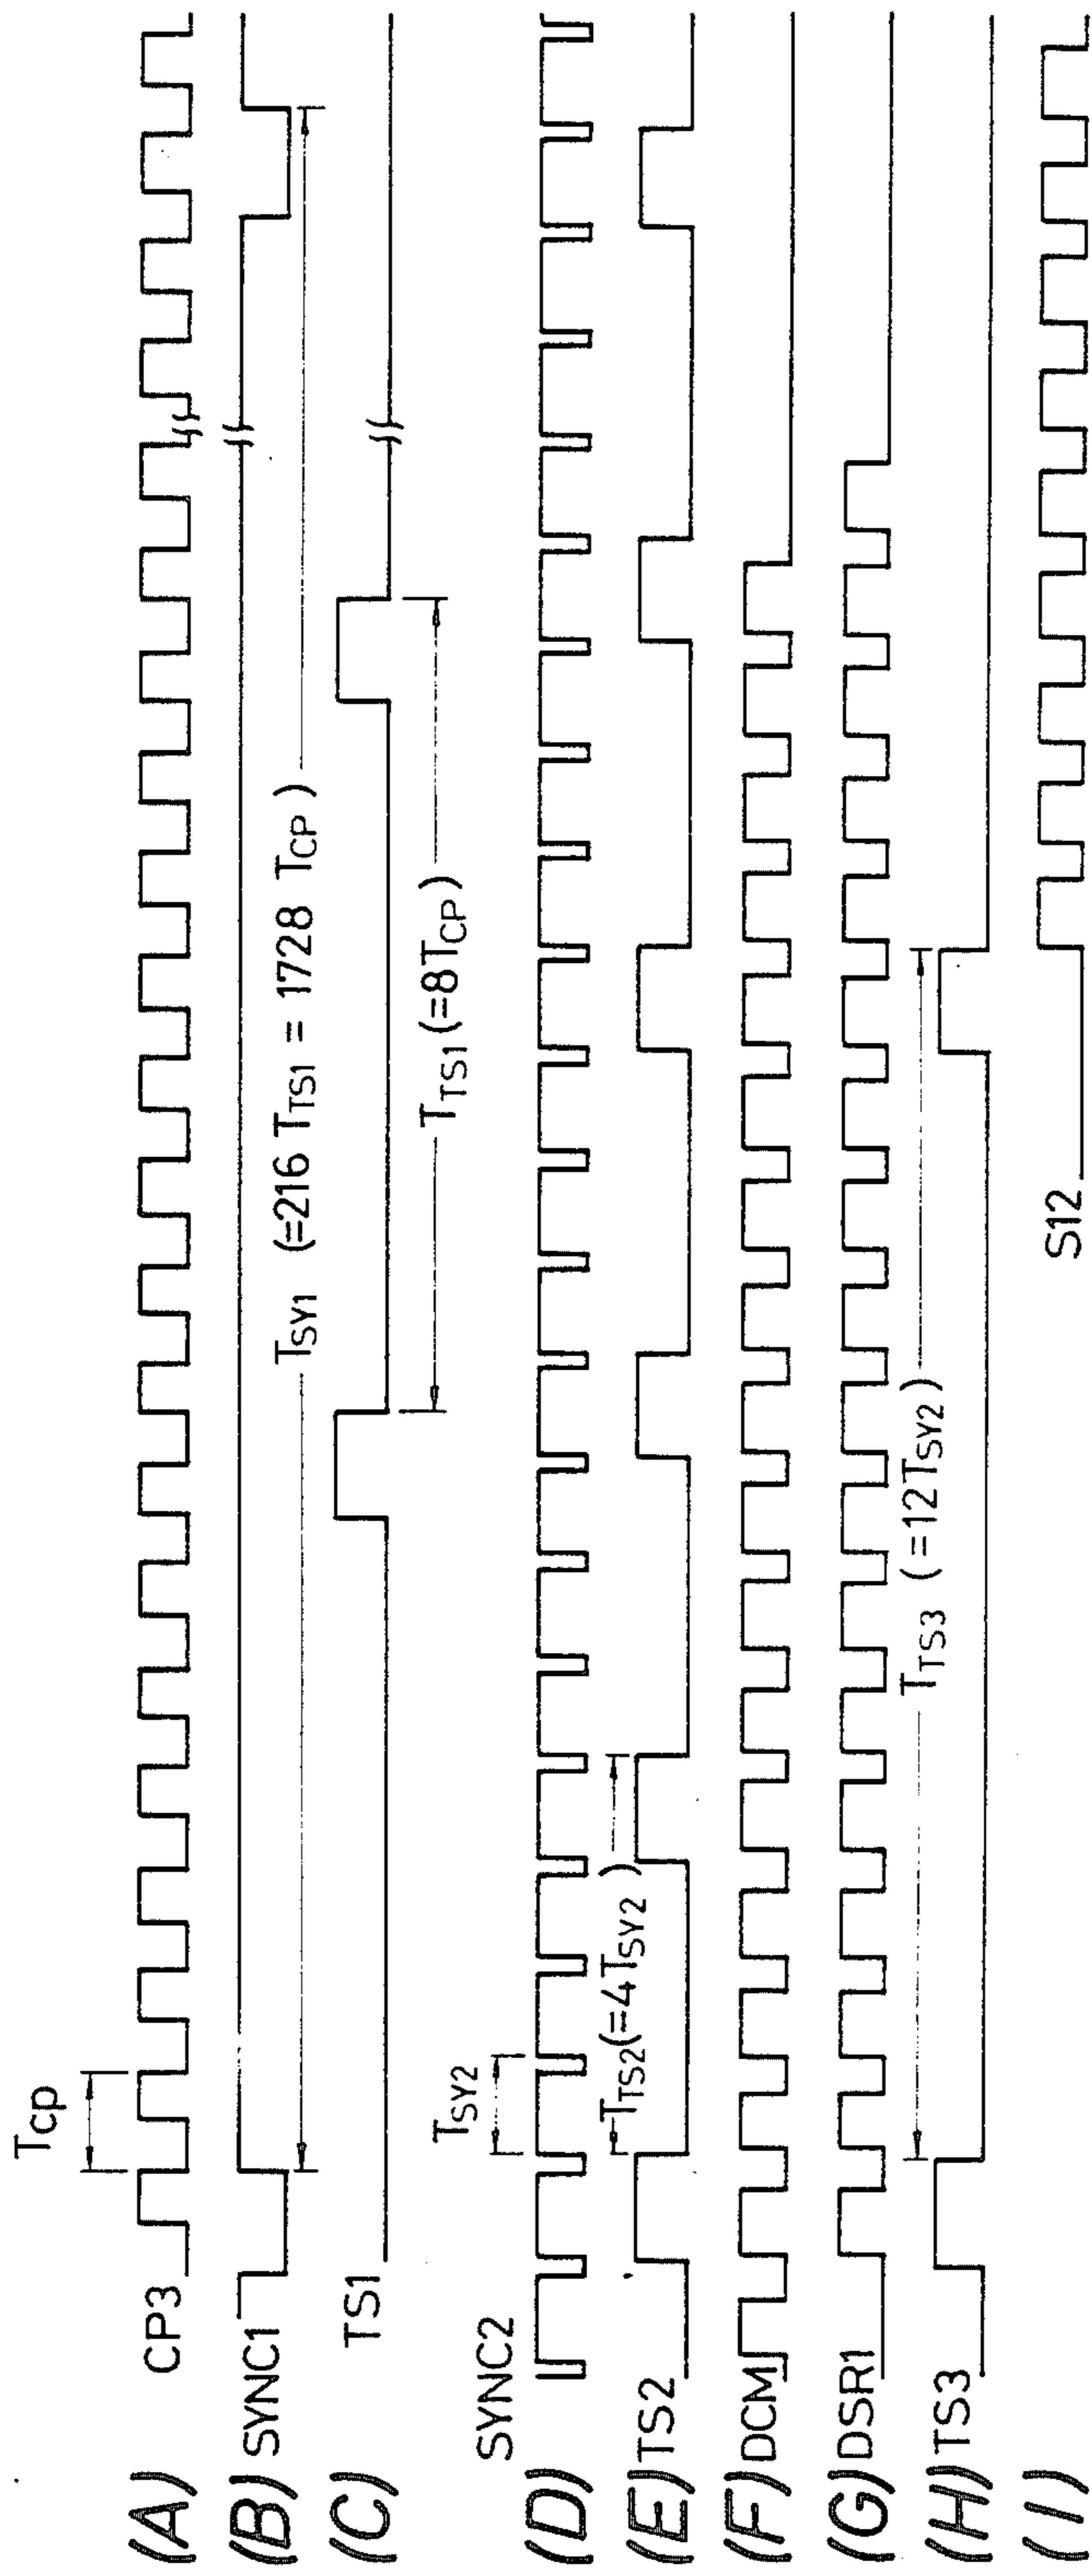 Tcp
(A) CP3
(B) SYNC1
TSY1 (=216 TTS1 = 1728 TCP)
(C) TS1
TTS1 (=8TCP)
SYNC2
(D)
TSY2
(E) TS2
TTS2 (=4TSY2)
(F) DCM
(G) DSR1
(H) TS3
TTS3 (=12TSY2)
(I)
S12